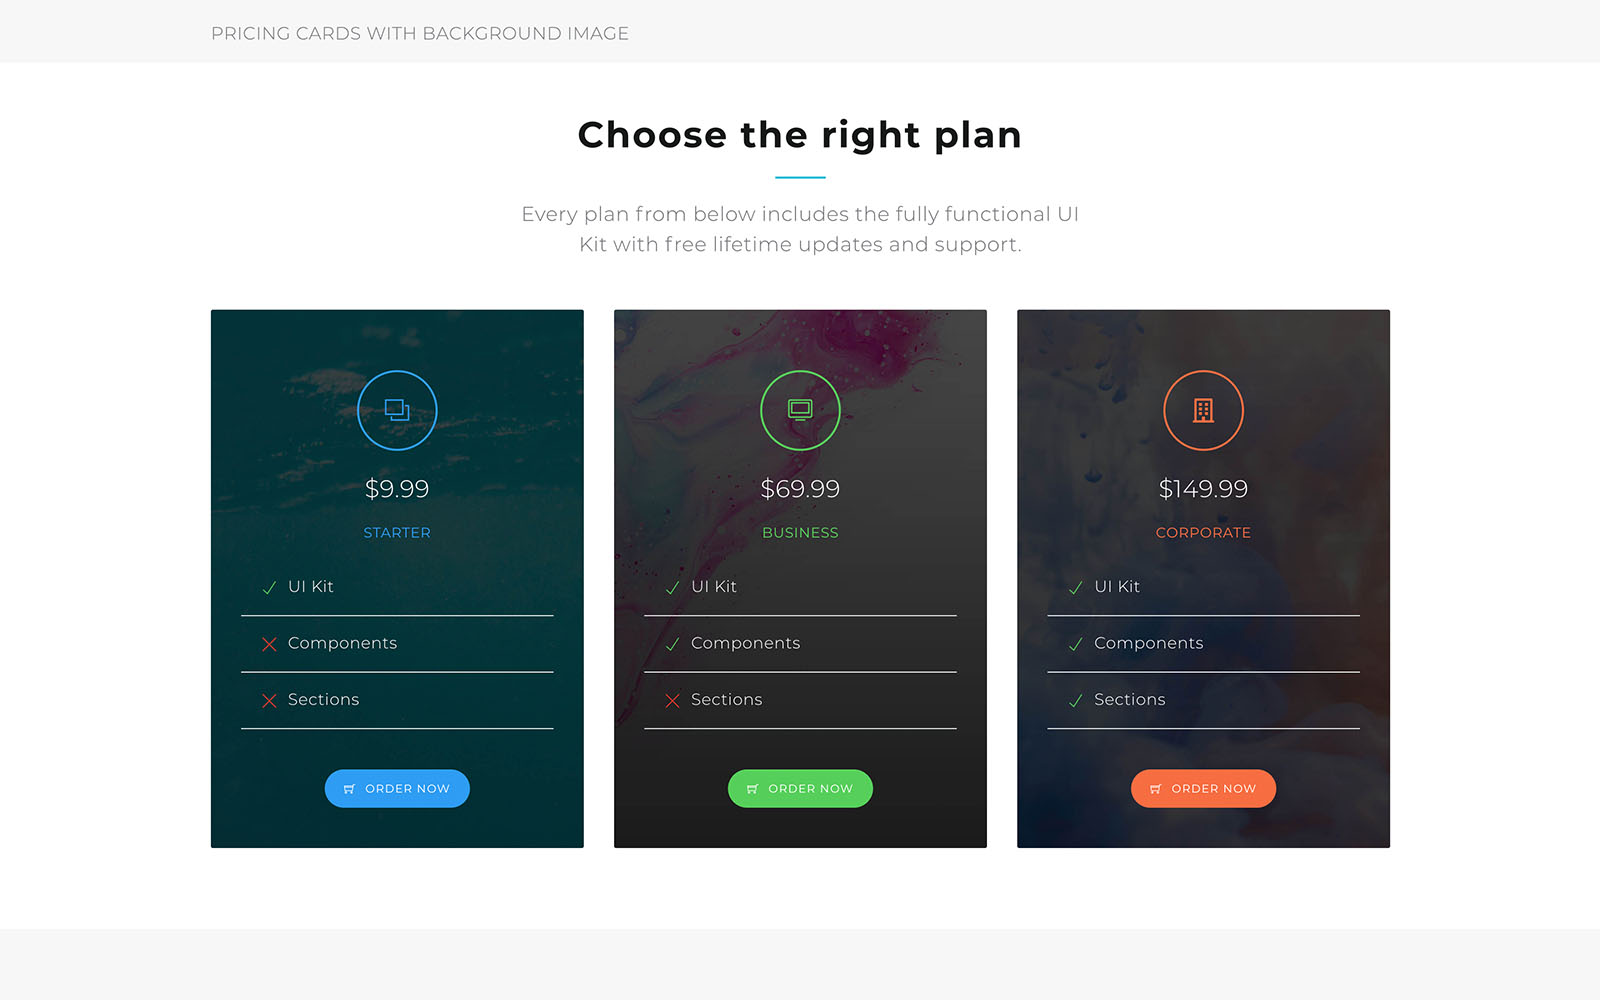 PRICING CARDS WITH BACKGROUND IMAGE
Choose the right plan
Every plan from below includes the fully functional UI
Kit with free lifetime updates and support.
$9.99
STARTER
UI Kit
Components
Sections
ORDER NOW
$69.99
BUSINESS
UI Kit
Components
Sections
ORDER NOW
$149.99
CORPORATE
UI Kit
Components
Sections
ORDER NOW